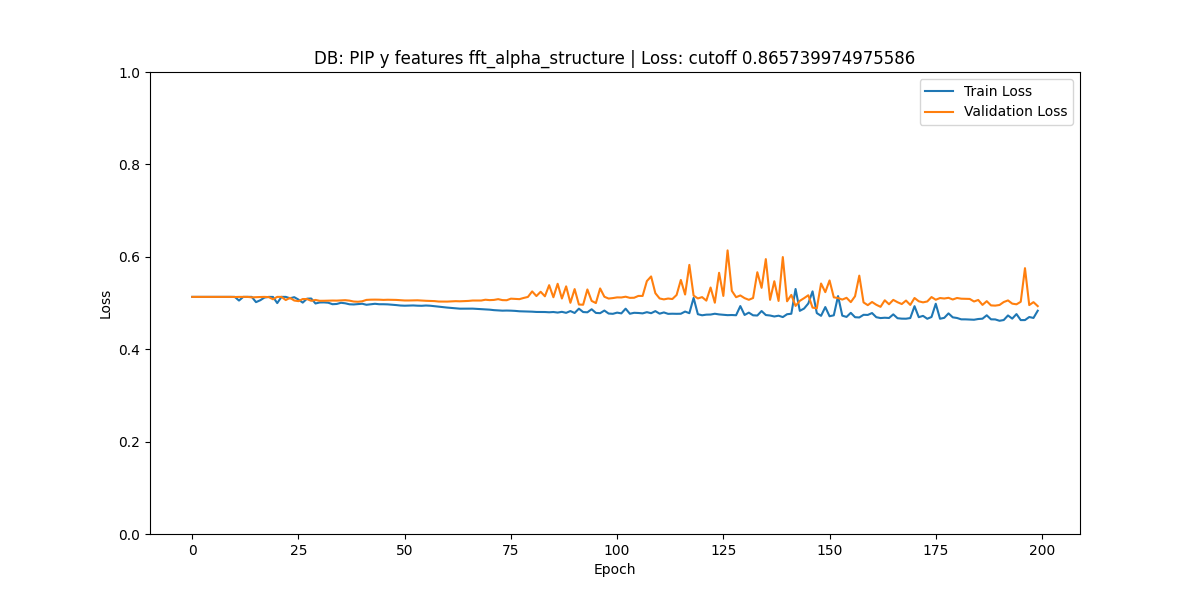 DB: PIP y features fft_alpha_structure | Loss: cutoff 0.865739974975586
Train Loss
Validation Loss
1.0
0.8
0.6
0.4
0.2
0.0
Loss
0 25 50 75 100 125 150 175 200
Epoch